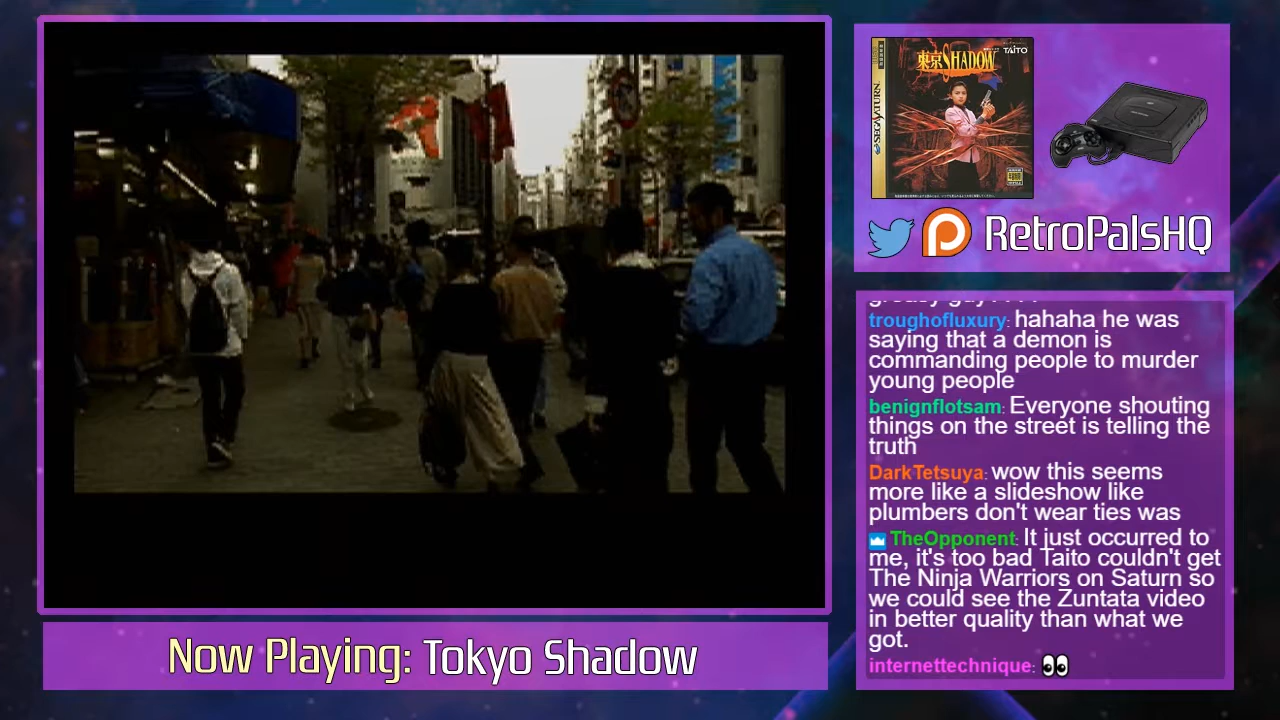 東京SHADOW
TAITO
SEGA SATURN
RetroPalsHQ
troughofluxury: hahaha he was
saying that a demon is
commanding people to murder
young people
benignflotsam: Everyone shouting
things on the street is telling the
truth
DarkTetsuya: wow this seems
more like a slideshow like
plumbers don't wear ties was
TheOpponent: It just occurred to
me, it's too bad Taito couldn't get
The Ninja Warriors on Saturn so
we could see the Zuntata video
in better quality than what we
got.
internettechnique: 👀
Now Playing: Tokyo Shadow